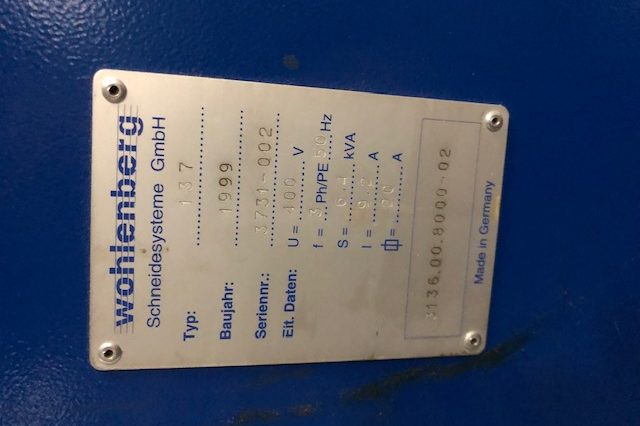 wohlenberg
Schneidesysteme GmbH
Typ: 137
Baujahr: 1999
Seriennr.: 3731-002
Elt. Daten: U = 400 V
f = 3 Ph/PE 50 Hz
S = kVA
I = A
= 20 A
3136.00.8000-02
Made in Germany